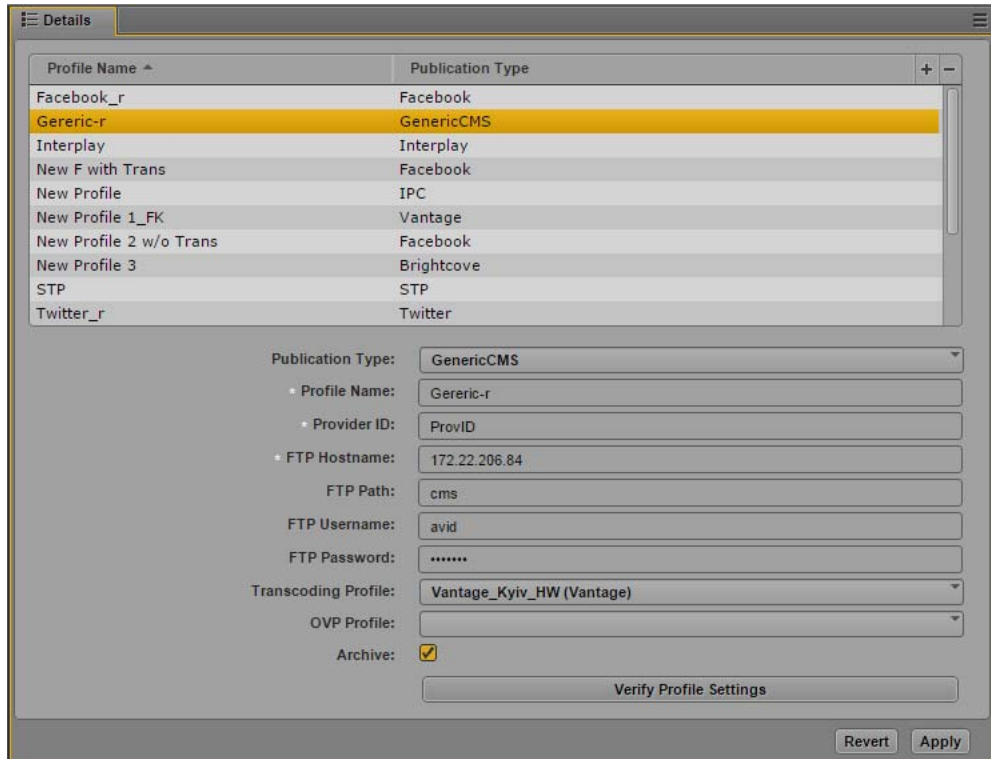 Details
Profile Name Publication Type + −
Facebook_r Facebook
Gereric-r GenericCMS
Interplay Interplay
New F with Trans Facebook
New Profile IPC
New Profile 1_FK Vantage
New Profile 2 w/o Trans Facebook
New Profile 3 Brightcove
STP STP
Twitter_r Twitter
Publication Type: GenericCMS
* Profile Name: Gereric-r
* Provider ID: ProvID
* FTP Hostname: 172.22.206.84
FTP Path: cms
FTP Username: avid
FTP Password: •••••••
Transcoding Profile: Vantage_Kyiv_HW (Vantage)
OVP Profile:
Archive:
Verify Profile Settings
Revert Apply